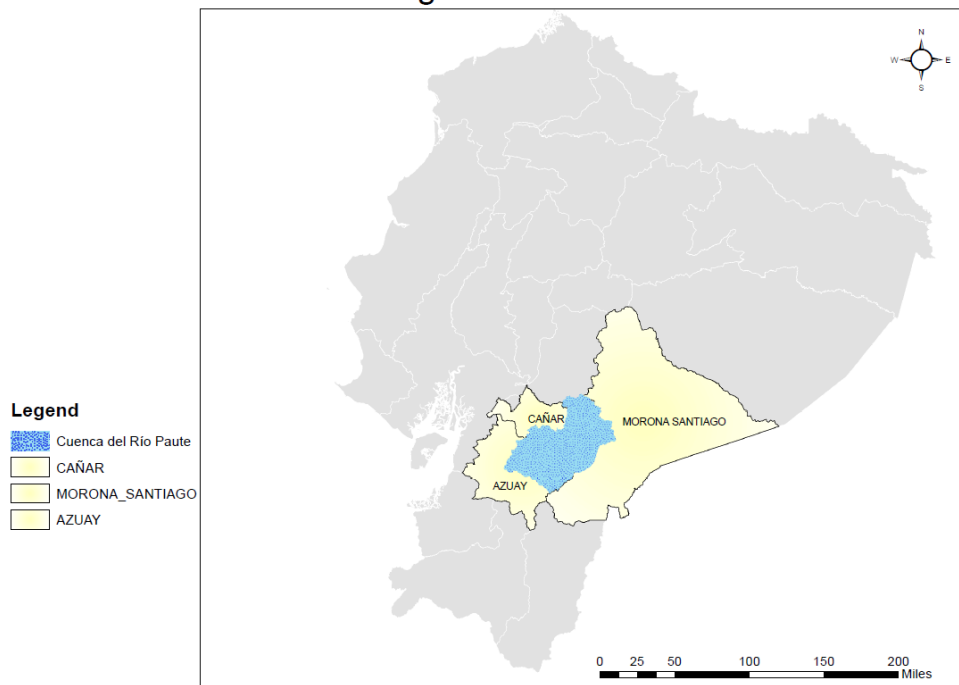 N
W E
S
CAÑAR
MORONA SANTIAGO
AZUAY
Legend
Cuenca del Río Paute
CAÑAR
MORONA_SANTIAGO
AZUAY
0 25 50 100 150 200
Miles